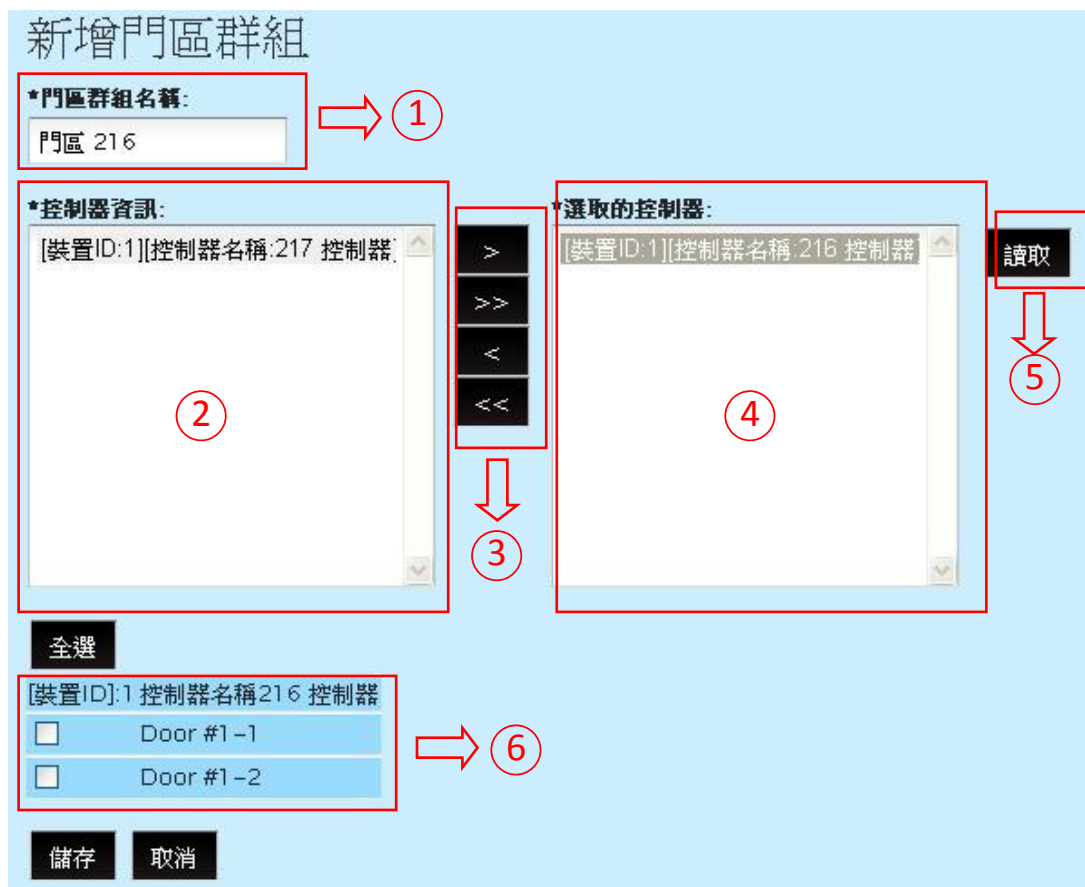 新增門區群組
*門區群組名稱:
門區 216
①
*控制器資訊:
[裝置ID:1][控制器名稱:217 控制器]
②
>
>>
<
<<
③
*選取的控制器:
[裝置ID:1][控制器名稱:216 控制器]
④
讀取
⑤
全選
[裝置ID]:1 控制器名稱216 控制器
Door #1-1
Door #1-2
⑥
儲存 取消